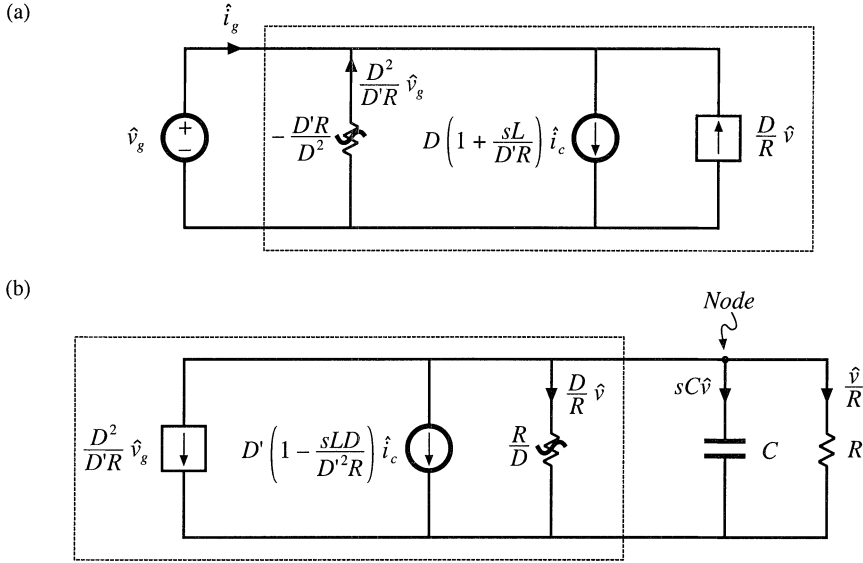 (a)
î_g
v̂_g
+
−
− D'R/D²
D²/D'R v̂_g
D (1 + sL/D'R) î_c
D/R v̂
(b)
Node
D²/D'R v̂_g
D' (1 − sLD/D'²R) î_c
R/D
D/R v̂
sCv̂
C
v̂/R
R